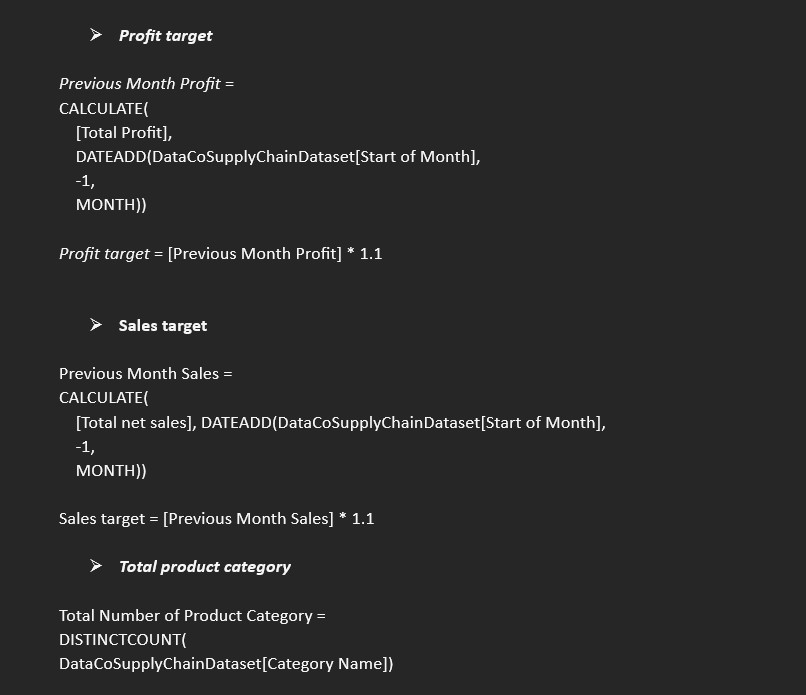 ➢ Profit target
Previous Month Profit =
CALCULATE(
[Total Profit],
DATEADD(DataCoSupplyChainDataset[Start of Month],
-1,
MONTH))
Profit target = [Previous Month Profit] * 1.1
➢ Sales target
Previous Month Sales =
CALCULATE(
[Total net sales], DATEADD(DataCoSupplyChainDataset[Start of Month],
-1,
MONTH))
Sales target = [Previous Month Sales] * 1.1
➢ Total product category
Total Number of Product Category =
DISTINCTCOUNT(
DataCoSupplyChainDataset[Category Name])